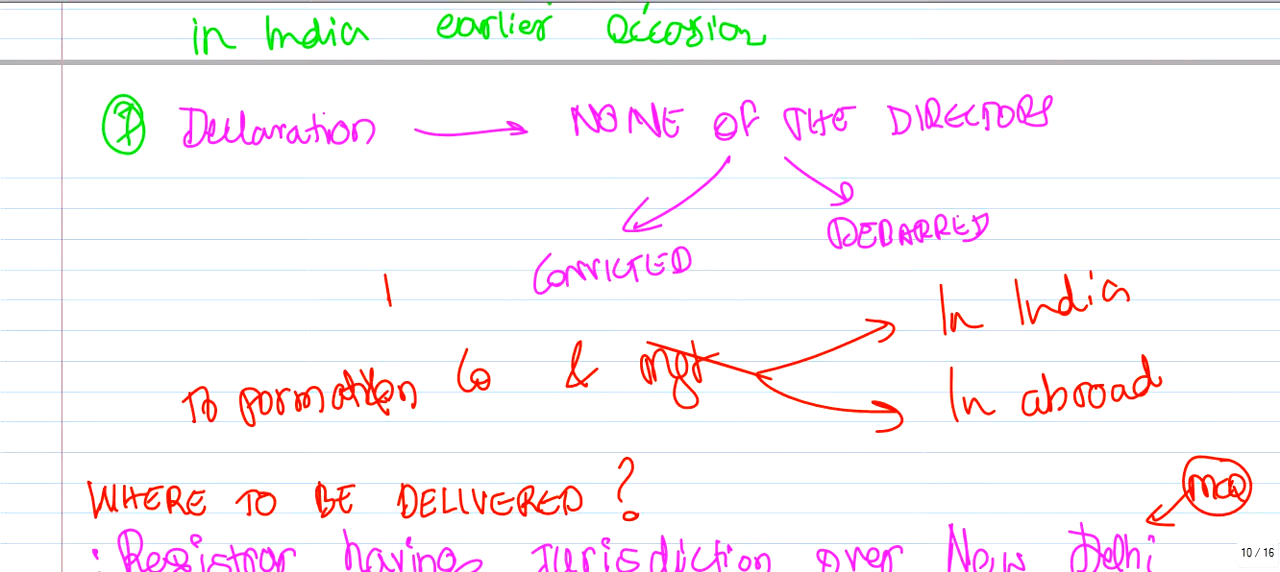 in India earlier occasion
7 Declaration → NONE OF THE DIRECTORS
CONVICTED DEBARRED
In India
To formation Co & mgt
In abroad
WHERE TO BE DELIVERED ?
MCQ
: Registrar having Jurisdiction over New Delhi
10 / 16